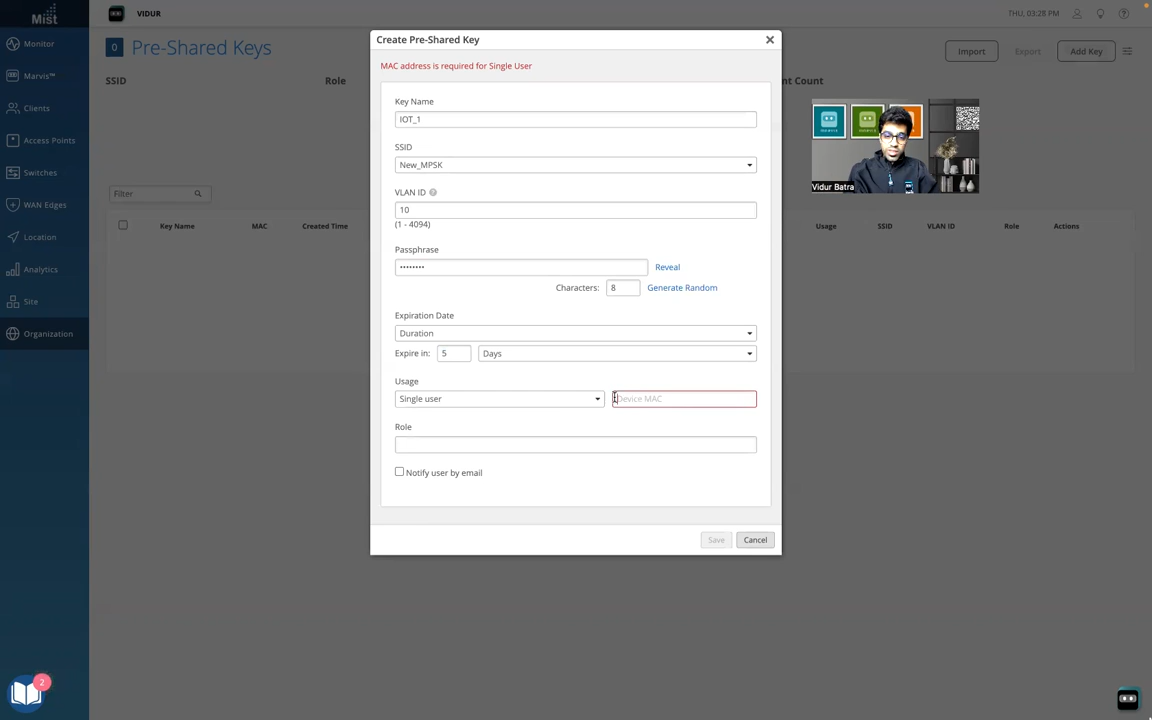 Mist
VIDUR
THU, 03:28 PM
Monitor
Marvis™
Clients
Access Points
Switches
WAN Edges
Location
Analytics
Site
Organization
2
0 Pre-Shared Keys
Import
Export
Add Key
SSID
Role
nt Count
Filter
Key Name
MAC
Created Time
Usage
SSID
VLAN ID
Role
Actions
Vidur Batra
Create Pre-Shared Key
MAC address is required for Single User
Key Name
IOT_1
SSID
New_MPSK
VLAN ID
10
(1 - 4094)
Passphrase
••••••••
Reveal
Characters: 8 Generate Random
Expiration Date
Duration
Expire in: 5 Days
Usage
Single user
Device MAC
Role
Notify user by email
Save
Cancel